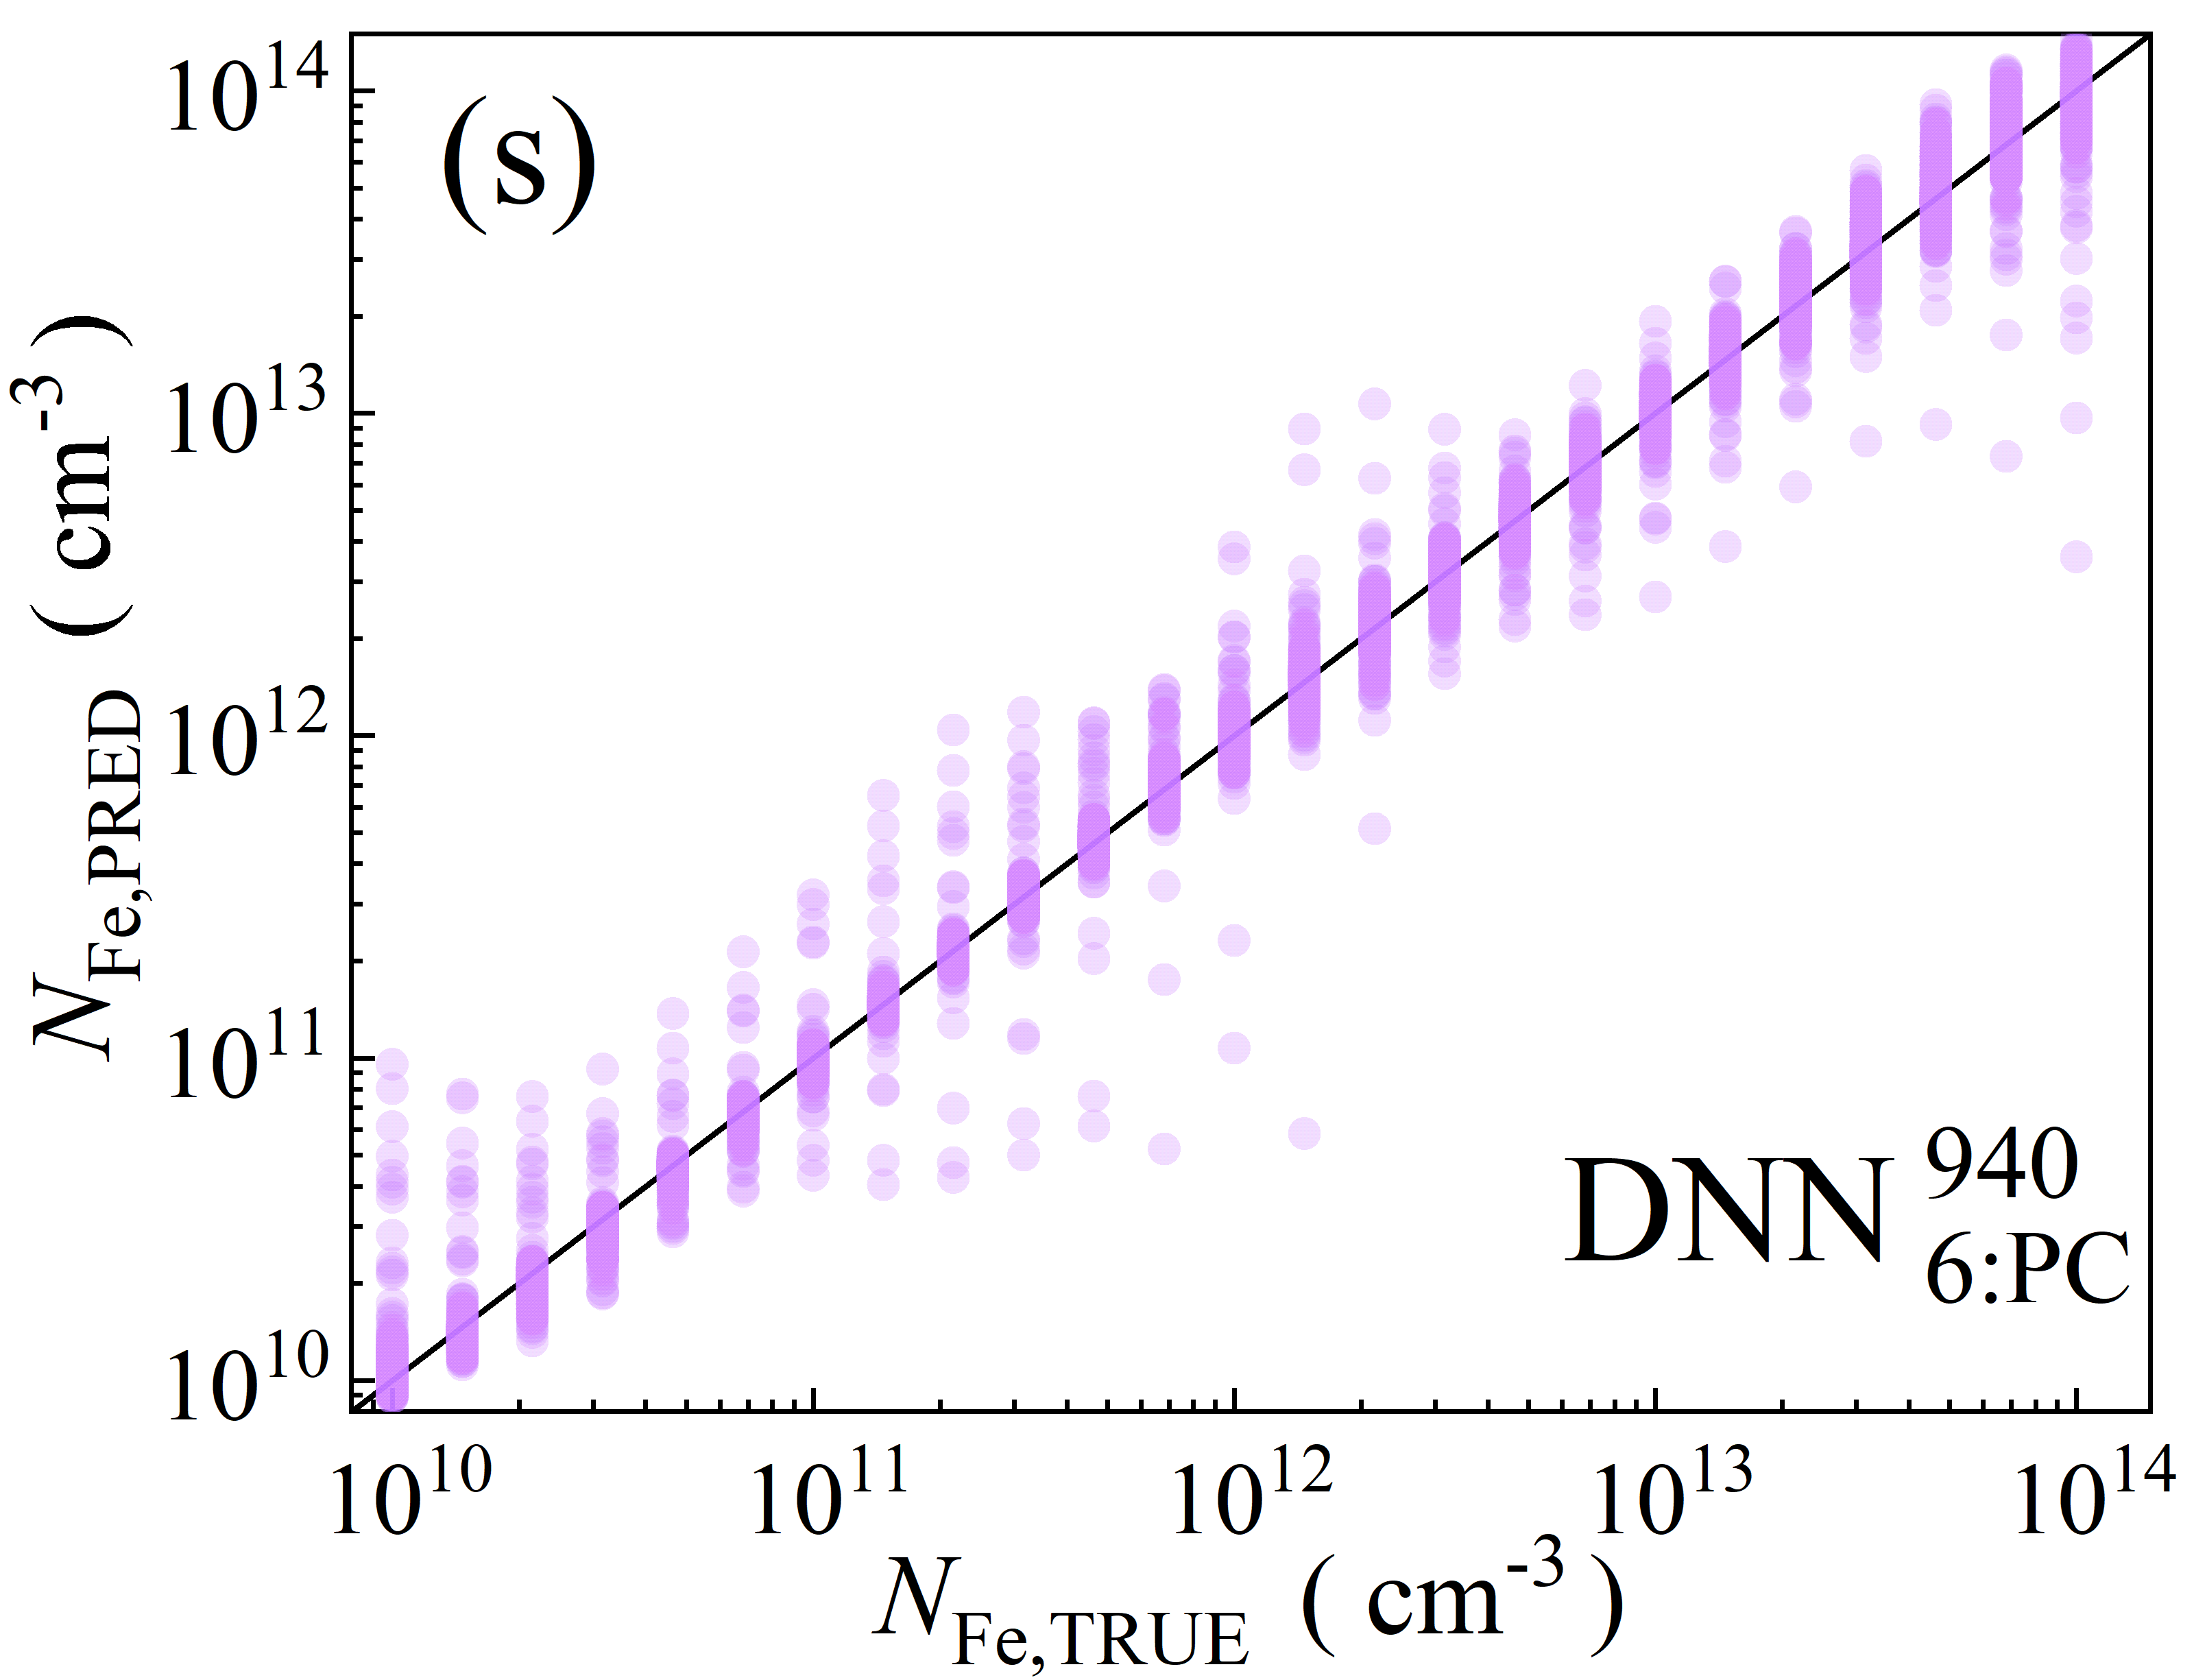 (s)
10^14
10^13
10^12
10^11
10^10
N_Fe,PRED ( cm^-3 )
DNN 940
6:PC
10^10 10^11 10^12 10^13 10^14
N_Fe,TRUE ( cm^-3 )